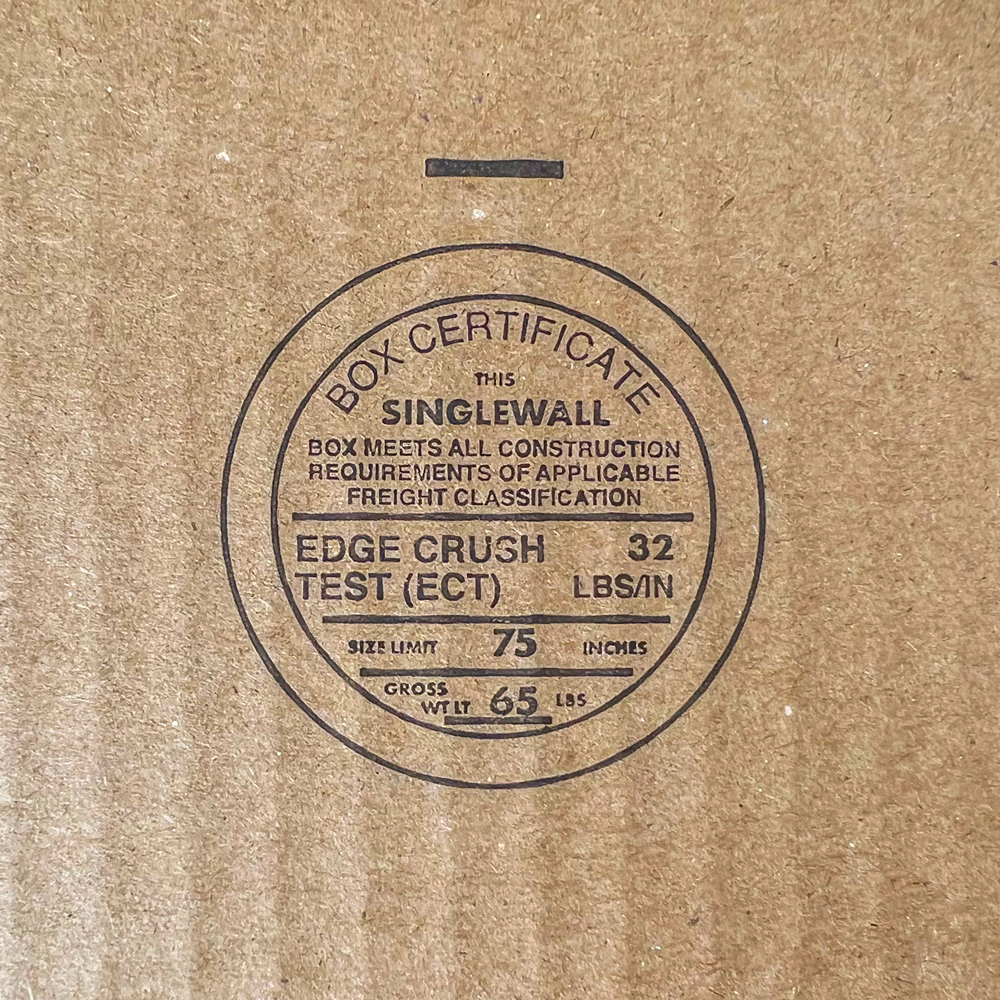 BOX CERTIFICATE
THIS
SINGLEWALL
BOX MEETS ALL CONSTRUCTION
REQUIREMENTS OF APPLICABLE
FREIGHT CLASSIFICATION
EDGE CRUSH 32
TEST (ECT) LBS/IN
SIZE LIMIT 75 INCHES
GROSS
WT LT 65 LBS